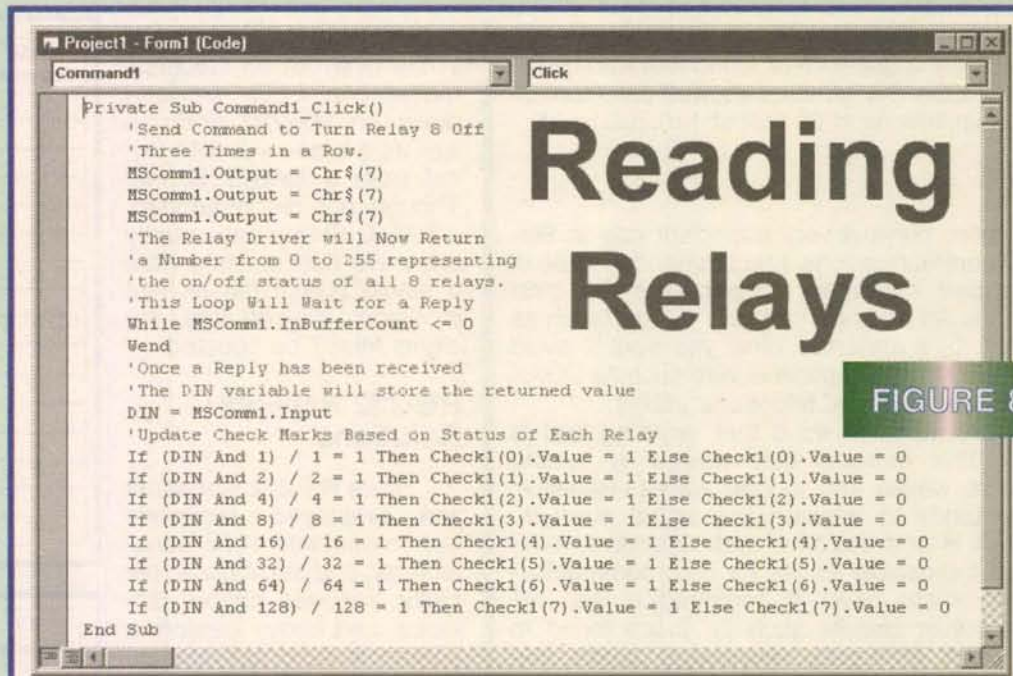 Project1 - Form1 (Code)
Command1
Click
Private Sub Command1_Click()
'Send Command to Turn Relay 8 Off
'Three Times in a Row.
MSComm1.Output = Chr$(7)
MSComm1.Output = Chr$(7)
MSComm1.Output = Chr$(7)
'The Relay Driver will Now Return
'a Number from 0 to 255 representing
'the on/off status of all 8 relays.
'This Loop Will Wait for a Reply
While MSComm1.InBufferCount <= 0
Wend
'Once a Reply has been received
'The DIN variable will store the returned value
DIN = MSComm1.Input
'Update Check Marks Based on Status of Each Relay
If (DIN And 1) / 1 = 1 Then Check1(0).Value = 1 Else Check1(0).Value = 0
If (DIN And 2) / 2 = 1 Then Check1(1).Value = 1 Else Check1(1).Value = 0
If (DIN And 4) / 4 = 1 Then Check1(2).Value = 1 Else Check1(2).Value = 0
If (DIN And 8) / 8 = 1 Then Check1(3).Value = 1 Else Check1(3).Value = 0
If (DIN And 16) / 16 = 1 Then Check1(4).Value = 1 Else Check1(4).Value = 0
If (DIN And 32) / 32 = 1 Then Check1(5).Value = 1 Else Check1(5).Value = 0
If (DIN And 64) / 64 = 1 Then Check1(6).Value = 1 Else Check1(6).Value = 0
If (DIN And 128) / 128 = 1 Then Check1(7).Value = 1 Else Check1(7).Value = 0
End Sub
Reading
Relays
FIGURE 8